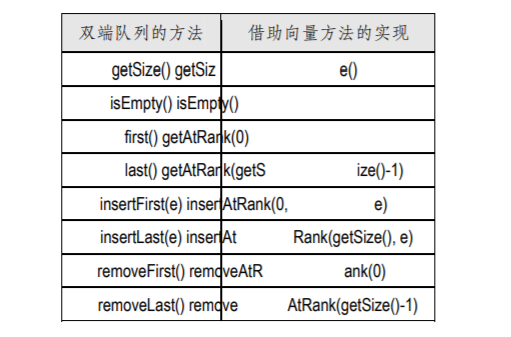 双端队列的方法 借助向量方法的实现
getSize() getSiz e()
isEmpty() isEmpty()
first() getAtRank(0)
last() getAtRank(getS ize()-1)
insertFirst(e) insertAtRank(0, e)
insertLast(e) insertAt Rank(getSize(), e)
removeFirst() removeAtR ank(0)
removeLast() remove AtRank(getSize()-1)